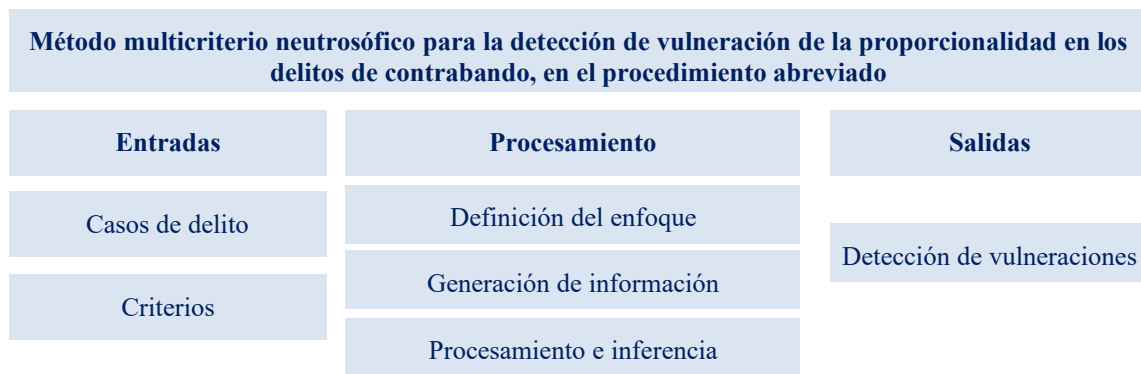 Método multicriterio neutrosófico para la detección de vulneración de la proporcionalidad en los
delitos de contrabando, en el procedimiento abreviado
Entradas
Procesamiento
Salidas
Casos de delito
Criterios
Definición del enfoque
Generación de información
Procesamiento e inferencia
Detección de vulneraciones